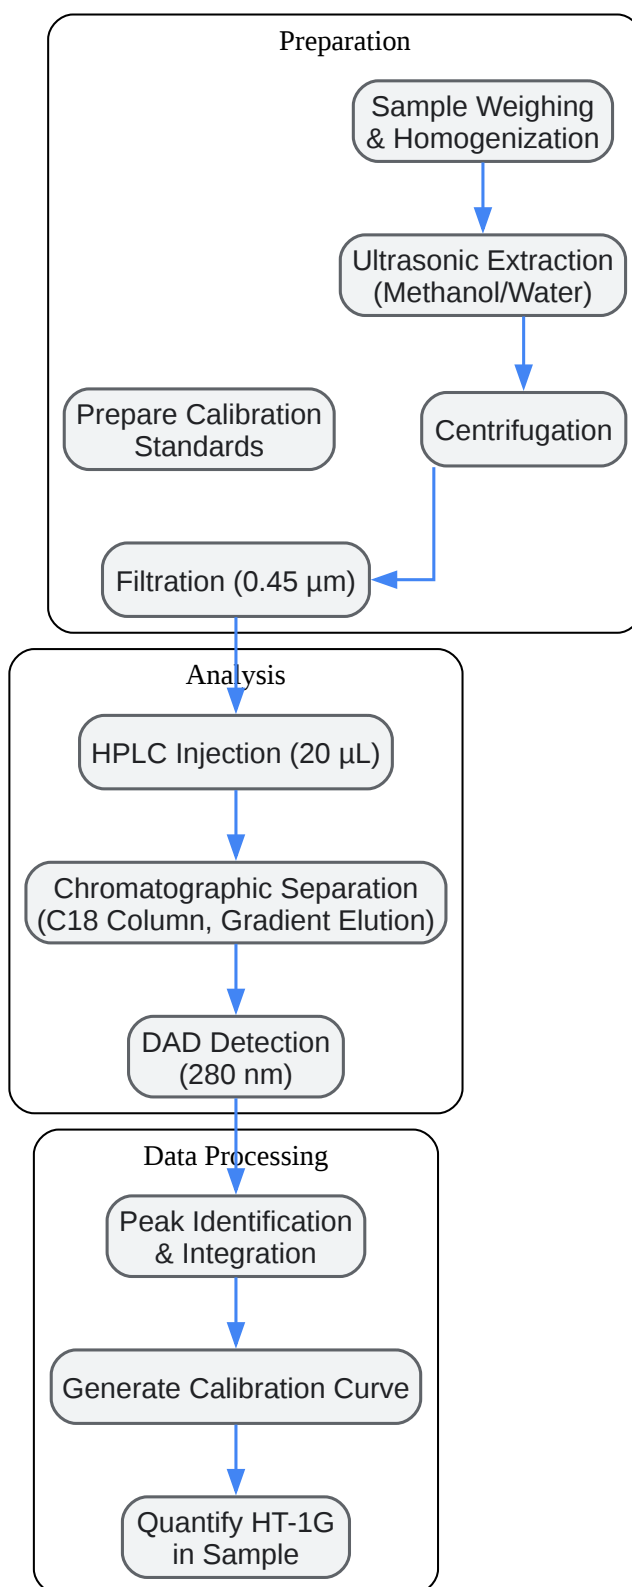 Preparation
Sample Weighing
& Homogenization
Ultrasonic Extraction
(Methanol/Water)
Prepare Calibration
Standards
Centrifugation
Filtration (0.45 µm)
Analysis
HPLC Injection (20 µL)
Chromatographic Separation
(C18 Column, Gradient Elution)
DAD Detection
(280 nm)
Data Processing
Peak Identification
& Integration
Generate Calibration Curve
Quantify HT-1G
in Sample